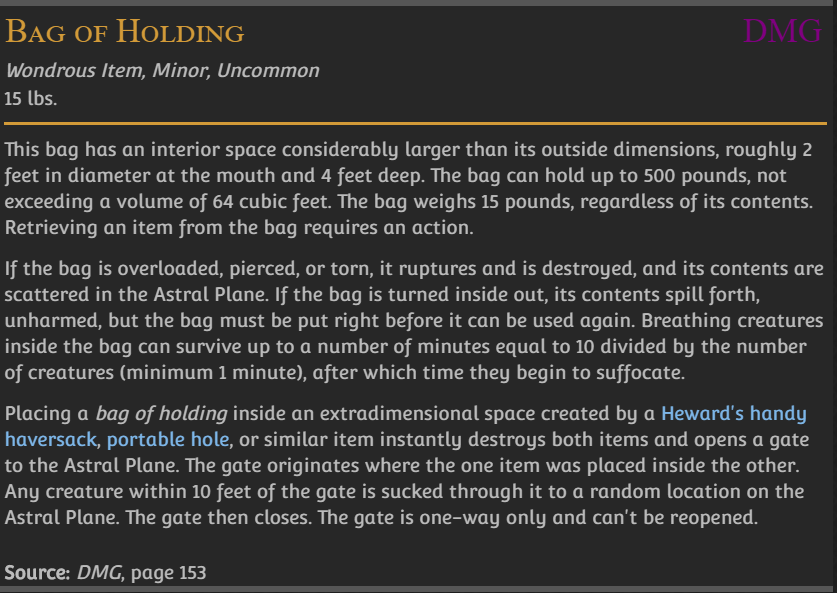 Bag of Holding
DMG
Wondrous Item, Minor, Uncommon
15 lbs.
This bag has an interior space considerably larger than its outside dimensions, roughly 2
feet in diameter at the mouth and 4 feet deep. The bag can hold up to 500 pounds, not
exceeding a volume of 64 cubic feet. The bag weighs 15 pounds, regardless of its contents.
Retrieving an item from the bag requires an action.
If the bag is overloaded, pierced, or torn, it ruptures and is destroyed, and its contents are
scattered in the Astral Plane. If the bag is turned inside out, its contents spill forth,
unharmed, but the bag must be put right before it can be used again. Breathing creatures
inside the bag can survive up to a number of minutes equal to 10 divided by the number
of creatures (minimum 1 minute), after which time they begin to suffocate.
Placing a bag of holding inside an extradimensional space created by a Heward's handy
haversack, portable hole, or similar item instantly destroys both items and opens a gate
to the Astral Plane. The gate originates where the one item was placed inside the other.
Any creature within 10 feet of the gate is sucked through it to a random location on the
Astral Plane. The gate then closes. The gate is one-way only and can't be reopened.
Source: DMG, page 153